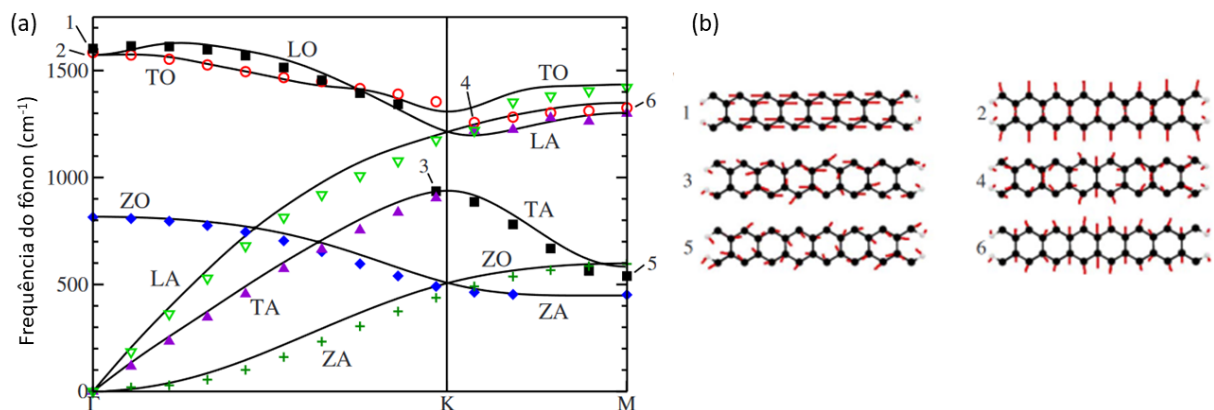 (a)
Frequência do fônon (cm-1)
1500
1000
500
0
Γ
K
M
1
2
LO
TO
4
TO
6
LA
3
TA
ZO
ZO
LA
TA
ZA
5
ZA
(b)
1
2
3
4
5
6